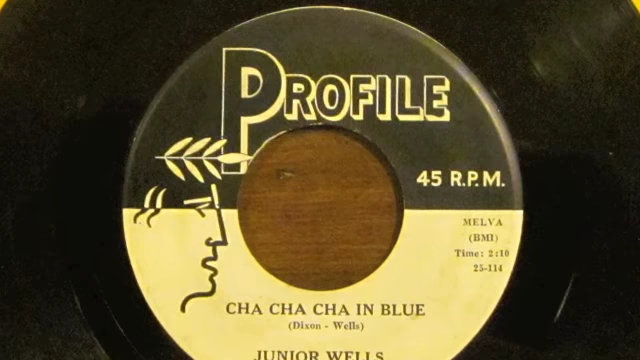 PROFILE
45 R.P.M.
MELVA
(BMI)
Time: 2:10
25-114
CHA CHA CHA IN BLUE
(Dixon - Wells)
JUNIOR WELLS